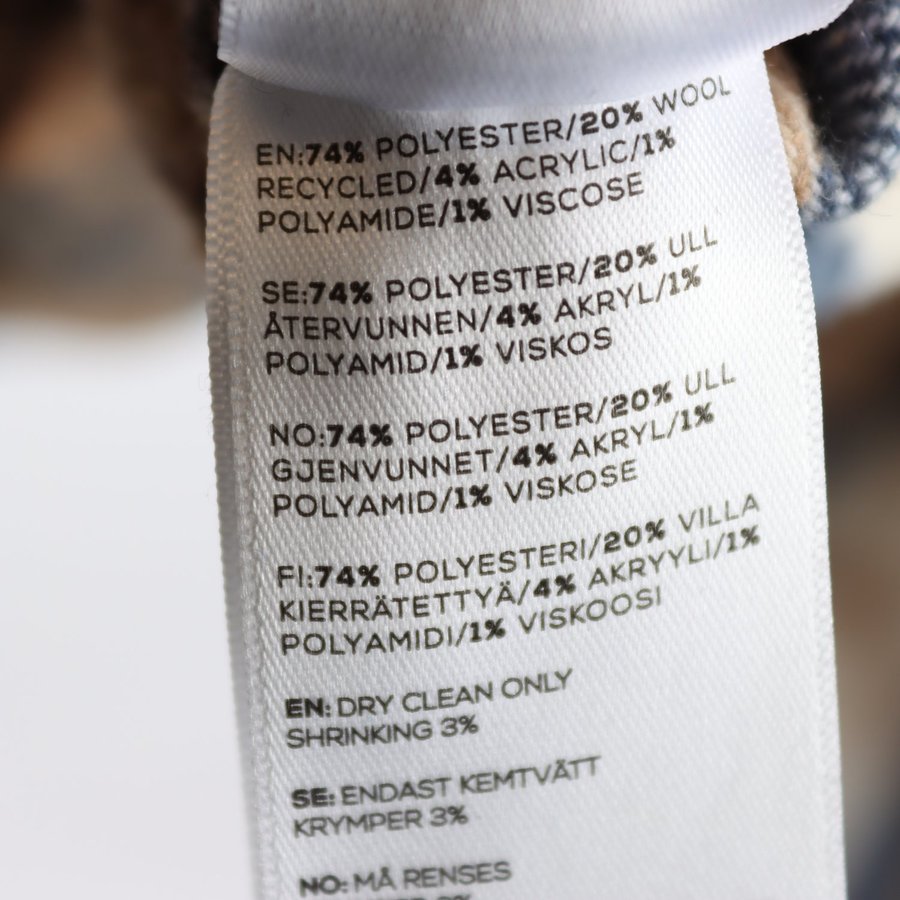 EN:74% POLYESTER/20% WOOL
RECYCLED/4% ACRYLIC/1%
POLYAMIDE/1% VISCOSE
SE:74% POLYESTER/20% ULL
ÅTERVUNNEN/4% AKRYL/1%
POLYAMID/1% VISKOS
NO:74% POLYESTER/20% ULL
GJENVUNNET/4% AKRYL/1%
POLYAMID/1% VISKOSE
FI:74% POLYESTERI/20% VILLA
KIERRÄTETTYÄ/4% AKRYYLI/1%
POLYAMIDI/1% VISKOOSI
EN: DRY CLEAN ONLY
SHRINKING 3%
SE: ENDAST KEMTVÄTT
KRYMPER 3%
NO: MÅ RENSES